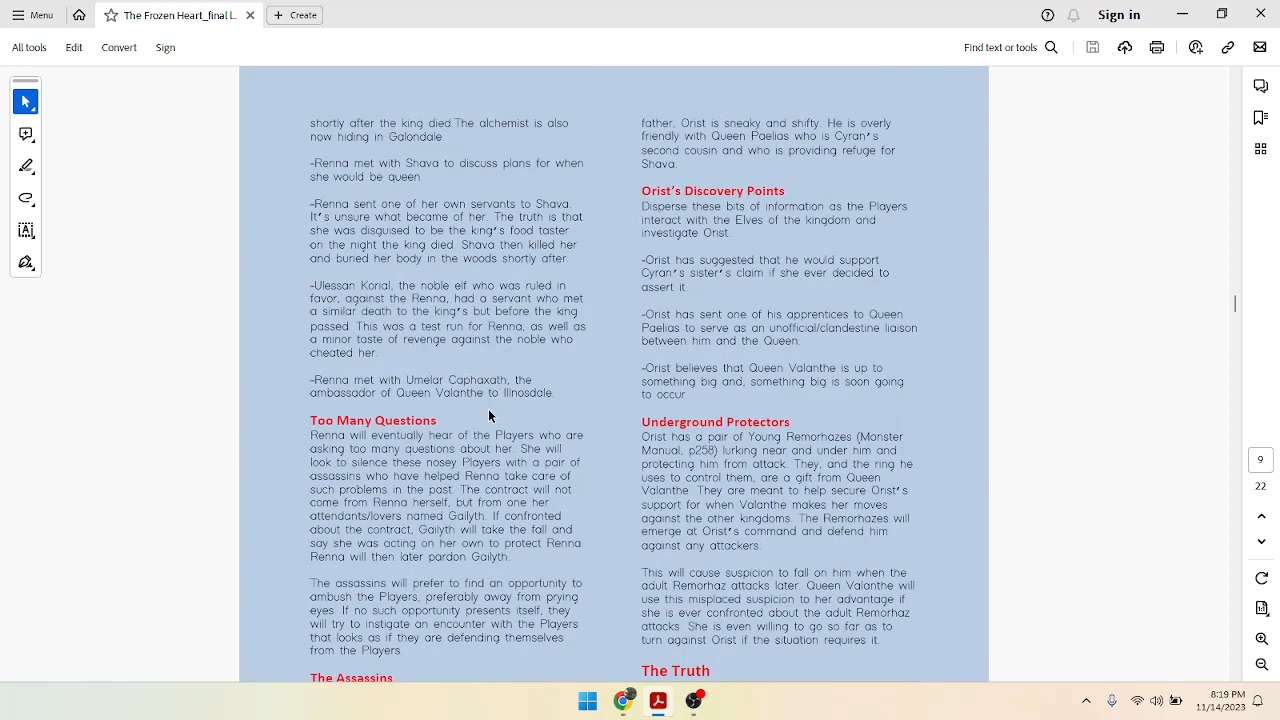 Menu
The Frozen Heart_final L...
Create
Sign in
All tools
Edit
Convert
Sign
Find text or tools
shortly after the king died.The alchemist is also
now hiding in Galondale.
-Renna met with Shava to discuss plans for when
she would be queen.
-Renna sent one of her own servants to Shava.
It's unsure what became of her. The truth is that
she was disguised to be the king's food taster
on the night the king died. Shava then killed her
and buried her body in the woods shortly after.
-Ulessan Korial, the noble elf who was ruled in
favor, against the Renna, had a servant who met
a similar death to the king's but before the king
passed. This was a test run for Renna, as well as
a minor taste of revenge against the noble who
cheated her.
-Renna met with Umelar Caphaxath, the
ambassador of Queen Valanthe to Ilinosdale.
Too Many Questions
Renna will eventually hear of the Players who are
asking too many questions about her. She will
look to silence these nosey Players with a pair of
assassins who have helped Renna take care of
such problems in the past. The contract will not
come from Renna herself, but from one her
attendants/lovers named Gailyth. If confronted
about the contract, Gailyth will take the fall and
say she was acting on her own to protect Renna.
Renna will then later pardon Gailyth.
The assassins will prefer to find an opportunity to
ambush the Players, preferably away from prying
eyes. If no such opportunity presents itself, they
will try to instigate an encounter with the Players
that looks as if they are defending themselves
from the Players.
The Assassins
father, Orist is sneaky and shifty. He is overly
friendly with Queen Paelias who is Cyran's
second cousin and who is providing refuge for
Shava.
Orist's Discovery Points
Disperse these bits of information as the Players
interact with the Elves of the kingdom and
investigate Orist.
-Orist has suggested that he would support
Cyran's sister's claim if she ever decided to
assert it.
-Orist has sent one of his apprentices to Queen
Paelias to serve as an unofficial/clandestine liaison
between him and the Queen.
-Orist believes that Queen Valanthe is up to
something big and, something big is soon going
to occur.
Underground Protectors
Orist has a pair of Young Remorhazes (Monster
Manual, p258) lurking near and under him and
protecting him from attack. They, and the ring he
uses to control them, are a gift from Queen
Valanthe. They are meant to help secure Orist's
support for when Valanthe makes her moves
against the other kingdoms. The Remorhazes will
emerge at Orist's command and defend him
against any attackers.
This will cause suspicion to fall on him when the
adult Remorhaz attacks later. Queen Valanthe will
use this misplaced suspicion to her advantage if
she is ever confronted about the adult Remorhaz
attacks. She is even willing to go so far as to
turn against Orist if the situation requires it.
The Truth
9
22
8:19 PM
11/14/2023